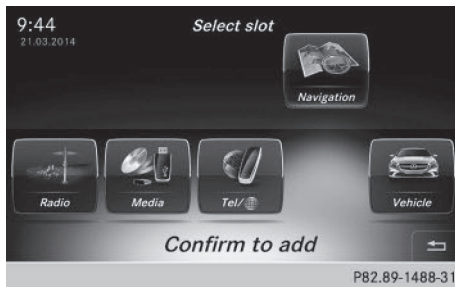 9:44
Select slot
21.03.2014
Navigation
Radio
Media
Tel/
Vehicle
Confirm to add
P82.89-1488-31